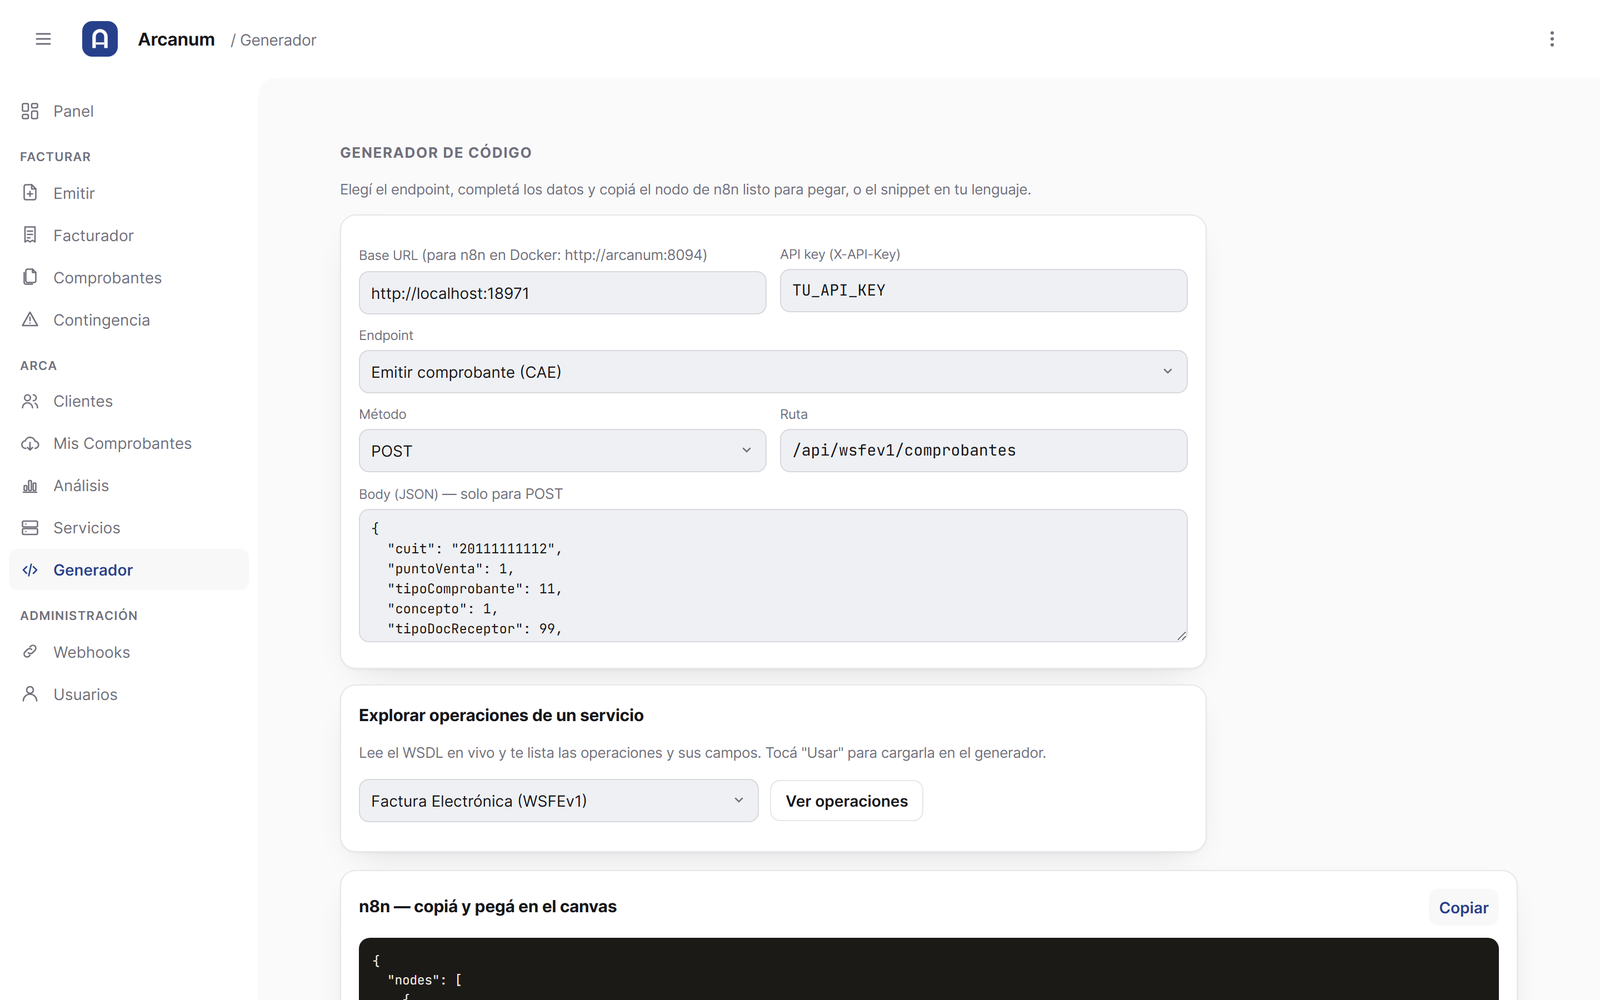 Arcanum / Generador
Panel
FACTURAR
Emitir
Facturador
Comprobantes
Contingencia
ARCA
Clientes
Mis Comprobantes
Análisis
Servicios
Generador
ADMINISTRACIÓN
Webhooks
Usuarios
GENERADOR DE CÓDIGO
Elegí el endpoint, completá los datos y copiá el nodo de n8n listo para pegar, o el snippet en tu lenguaje.
Base URL (para n8n en Docker: http://arcanum:8094)
http://localhost:18971
API key (X-API-Key)
TU_API_KEY
Endpoint
Emitir comprobante (CAE)
Método
POST
Ruta
/api/wsfev1/comprobantes
Body (JSON) — solo para POST
{
"cuit": "20111111112",
"puntoVenta": 1,
"tipoComprobante": 11,
"concepto": 1,
"tipoDocReceptor": 99,
Explorar operaciones de un servicio
Lee el WSDL en vivo y te lista las operaciones y sus campos. Tocá "Usar" para cargarla en el generador.
Factura Electrónica (WSFEv1)
Ver operaciones
n8n — copiá y pegá en el canvas
Copiar
{
"nodes": [
{